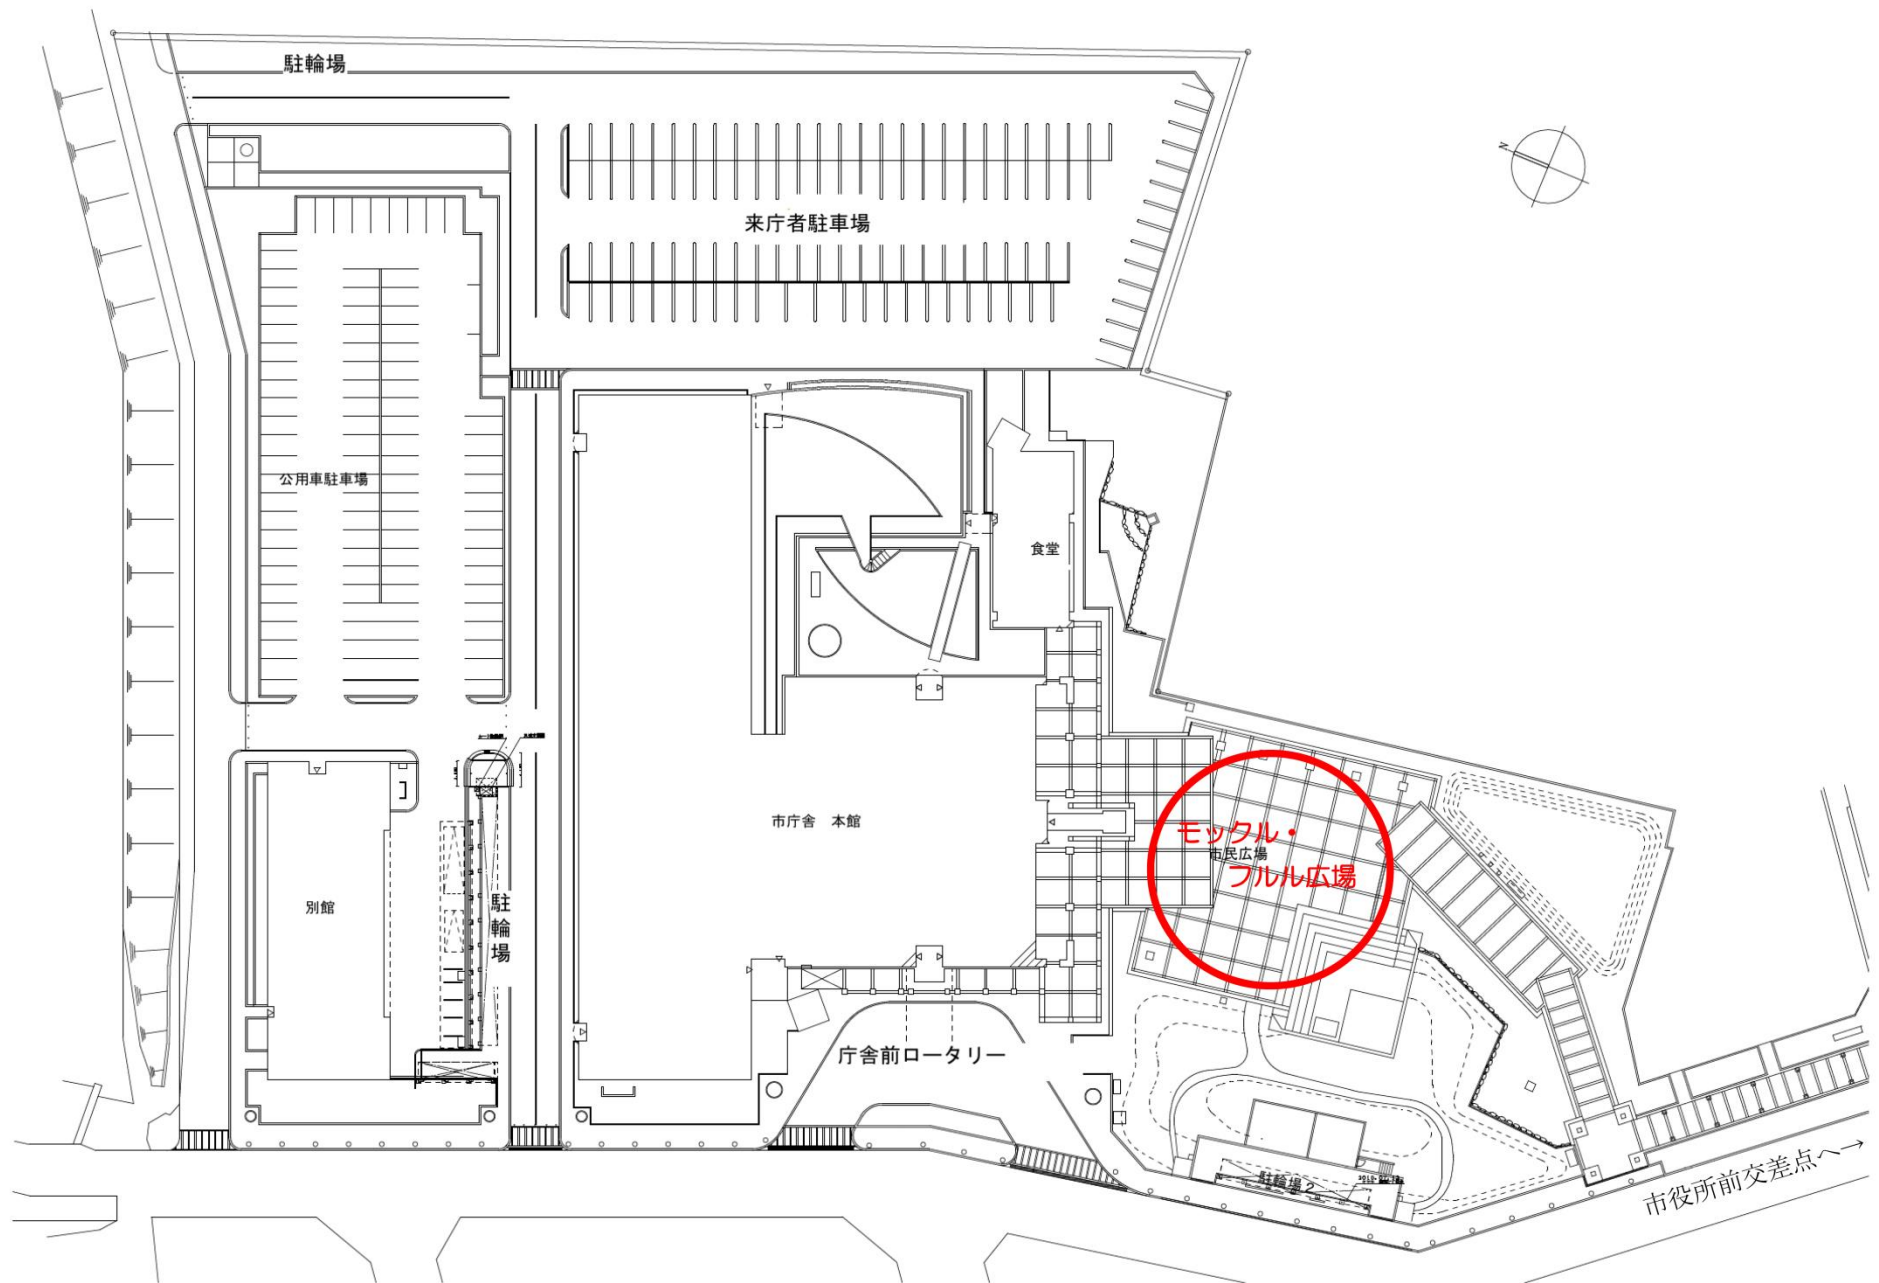 駐輪場
N
来庁者駐車場
公用車駐車場
食堂
市庁舎 本館
モックル・
市民広場
フルル広場
別館
駐輪場
庁舎前ロータリー
駐輪場2
市役所前交差点へ→